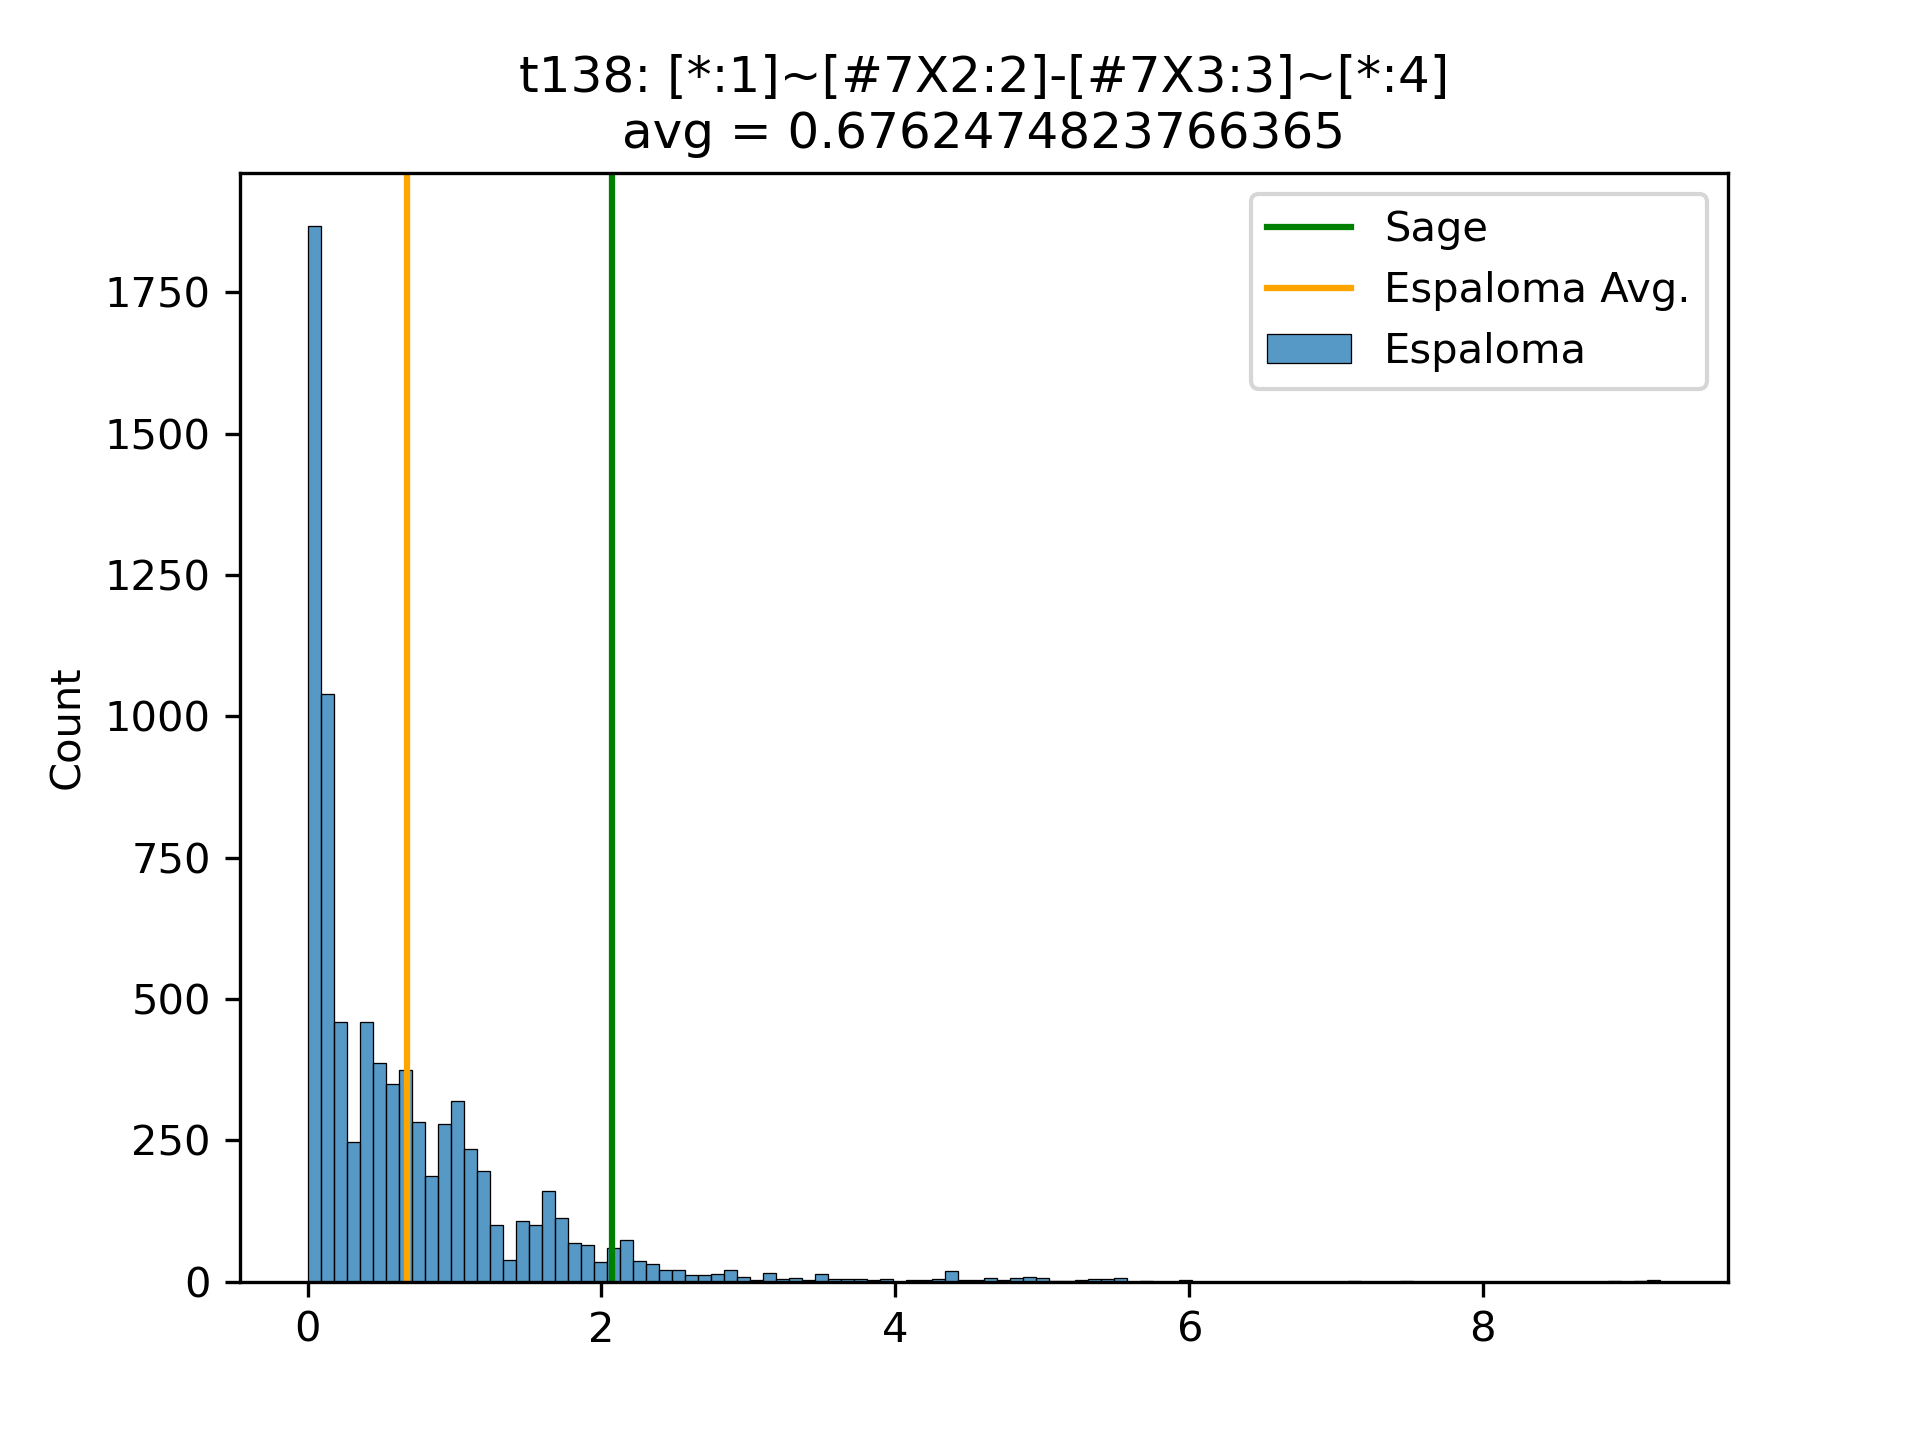 t138: [*:1]~[#7X2:2]-[#7X3:3]~[*:4]
avg = 0.6762474823766365
Sage
Espaloma Avg.
Espaloma
Count
1750
1500
1250
1000
750
500
250
0
0 2 4 6 8